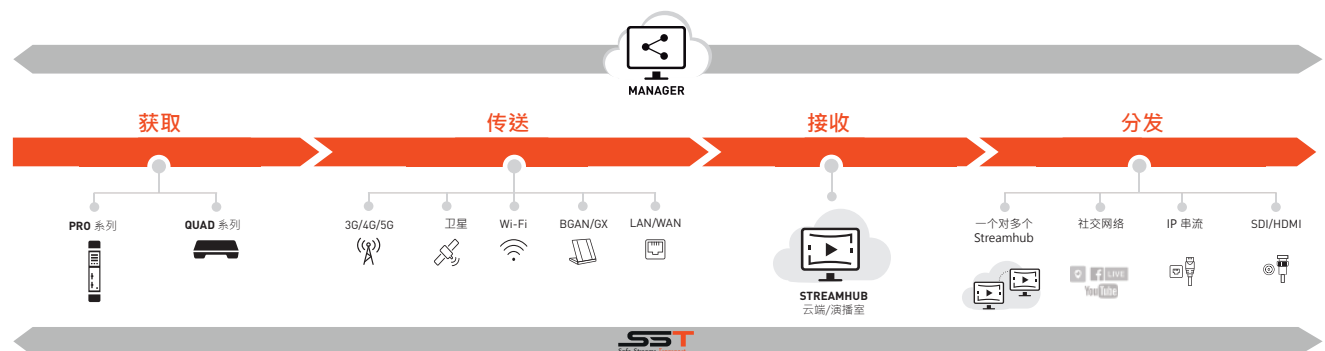 MANAGER
获取
传送
接收
分发
PRO 系列
QUAD 系列
3G/4G/5G
卫星
Wi-Fi
BGAN/GX
LAN/WAN
STREAMHUB
云端/演播室
一个对多个
Streamhub
社交网络
LIVE
YouTube
IP 串流
SDI/HDMI
SST